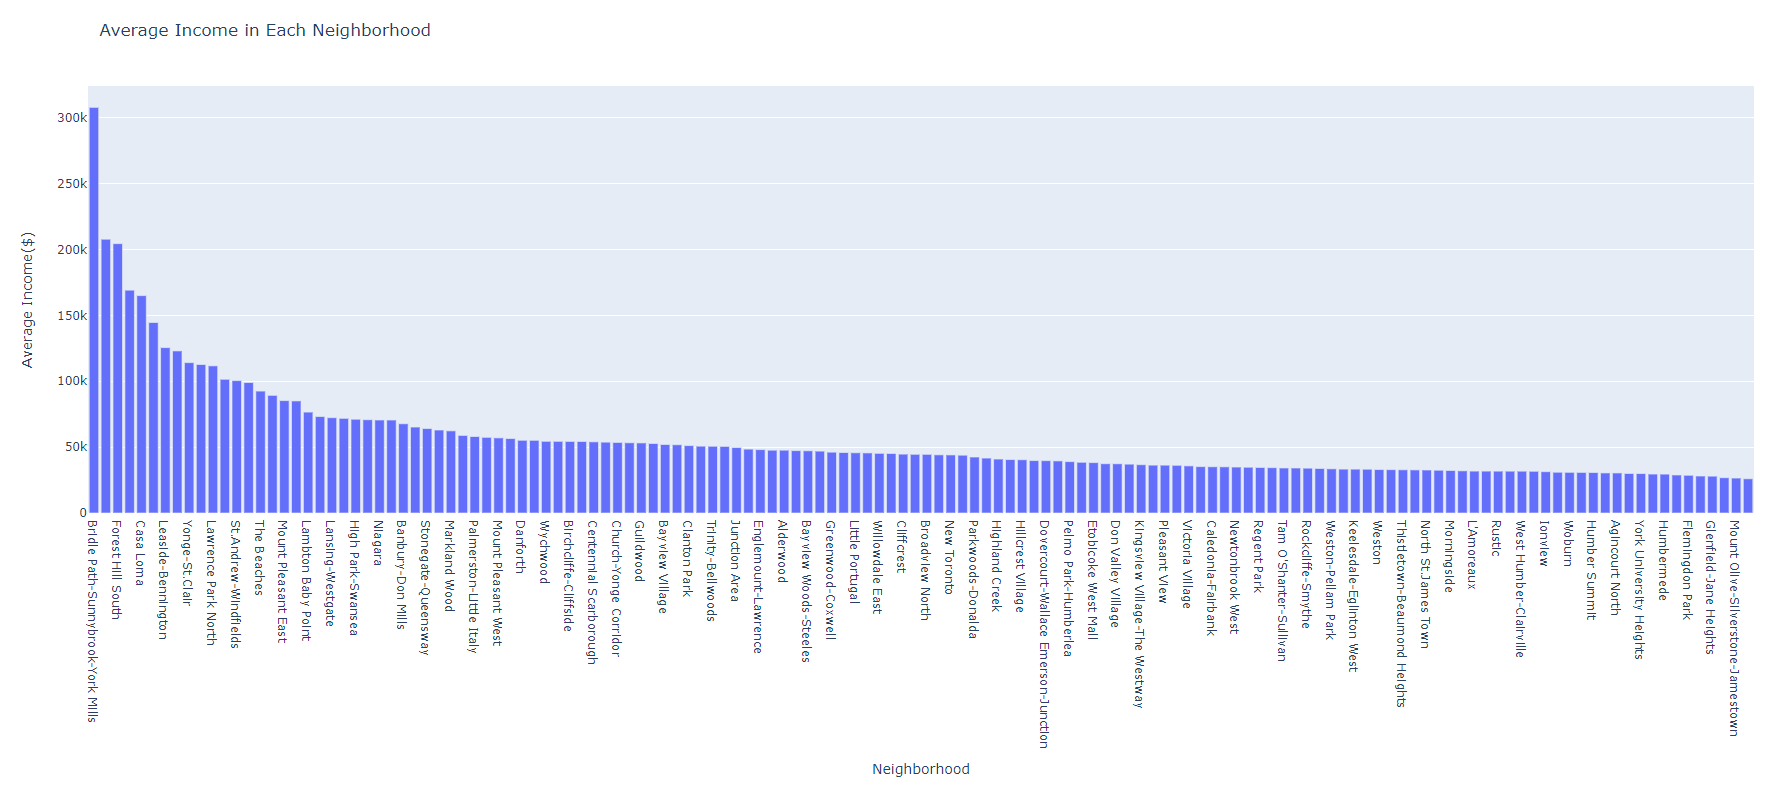 Average Income in Each Neighborhood
Average Income($)
300k
250k
200k
150k
100k
50k
0
Bridle Path-Sunnybrook-York Mills
Forest Hill South
Casa Loma
Leaside-Bennington
Yonge-St.Clair
Lawrence Park North
St.Andrew-Windfields
The Beaches
Mount Pleasant East
Lambton Baby Point
Lansing-Westgate
High Park-Swansea
Niagara
Banbury-Don Mills
Stonegate-Queensway
Markland Wood
Palmerston-Little Italy
Mount Pleasant West
Danforth
Wychwood
Birchcliffe-Cliffside
Centennial Scarborough
Church-Yonge Corridor
Guildwood
Bayview Village
Clanton Park
Trinity-Bellwoods
Junction Area
Englemount-Lawrence
Alderwood
Bayview Woods-Steeles
Greenwood-Coxwell
Little Portugal
Willowdale East
Cliffcrest
Broadview North
New Toronto
Parkwoods-Donalda
Highland Creek
Hillcrest Village
Dovercourt-Wallace Emerson-Junction
Pelmo Park-Humberlea
Etobicoke West Mall
Don Valley Village
Kingsview Village-The Westway
Pleasant View
Victoria Village
Caledonia-Fairbank
Newtonbrook West
Regent Park
Tam O'Shanter-Sullivan
Rockcliffe-Smythe
Weston-Pellam Park
Keelesdale-Eglinton West
Weston
Thistletown-Beaumond Heights
North St.James Town
Morningside
L'Amoreaux
Rustic
West Humber-Clairville
Ionview
Woburn
Humber Summit
Agincourt North
York University Heights
Humbermede
Flemingdon Park
Glenfield-Jane Heights
Mount Olive-Silverstone-Jamestown
Neighborhood